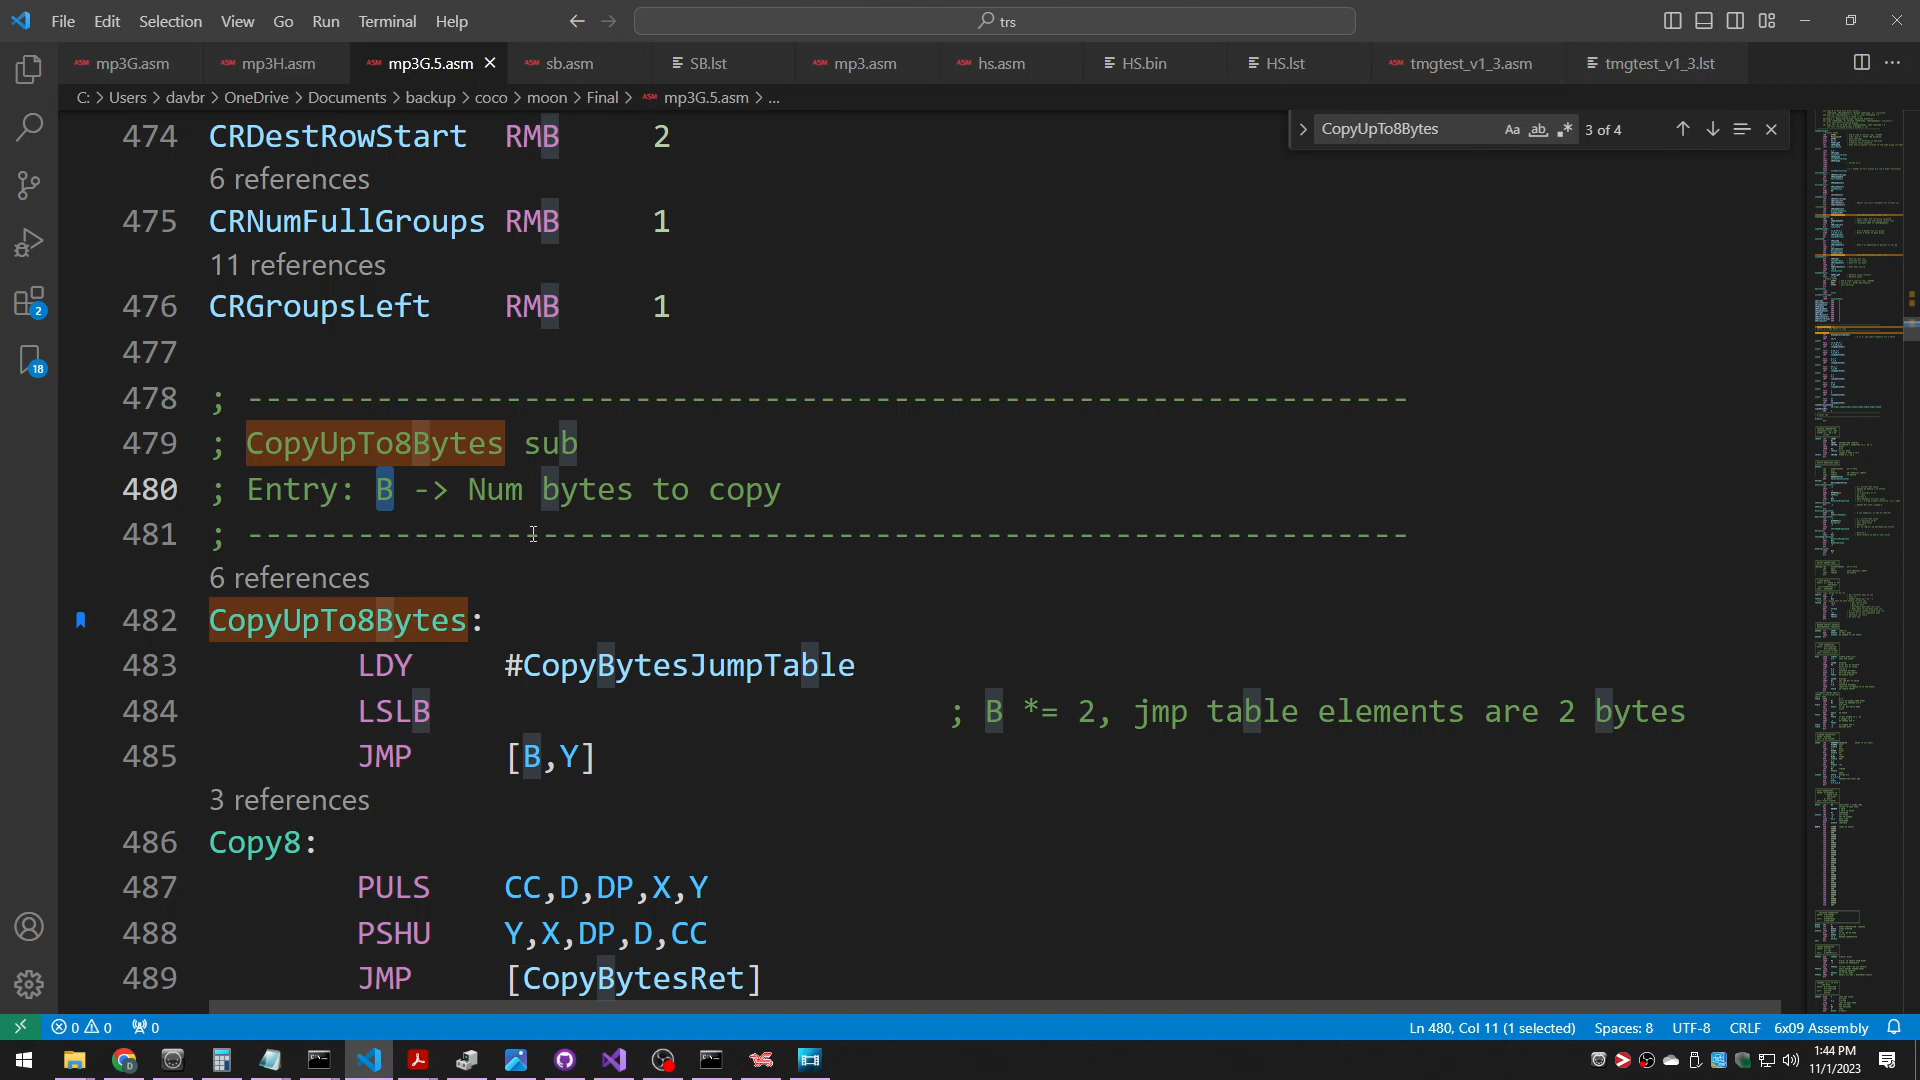 File Edit Selection View Go Run Terminal Help
trs
mp3G.asm mp3H.asm mp3G.5.asm sb.asm SB.lst mp3.asm hs.asm HS.bin HS.lst tmgtest_v1_3.asm tmgtest_v1_3.lst
C: > Users > davbr > OneDrive > Documents > backup > coco > moon > Final > mp3G.5.asm > ...
CopyUpTo8Bytes Aa ab .* 3 of 4
474 CRDestRowStart RMB 2
6 references
475 CRNumFullGroups RMB 1
11 references
476 CRGroupsLeft RMB 1
477
478 ; ---------------------------------------------------------------
479 ; CopyUpTo8Bytes sub
480 ; Entry: B -> Num bytes to copy
481 ; ---------------------------------------------------------------
6 references
482 CopyUpTo8Bytes:
483 LDY #CopyBytesJumpTable
484 LSLB ; B *= 2, jmp table elements are 2 bytes
485 JMP [B,Y]
3 references
486 Copy8:
487 PULS CC,D,DP,X,Y
488 PSHU Y,X,DP,D,CC
489 JMP [CopyBytesRet]
2
18
0 0 0 Ln 480, Col 11 (1 selected) Spaces: 8 UTF-8 CRLF 6x09 Assembly
1:44 PM
11/1/2023